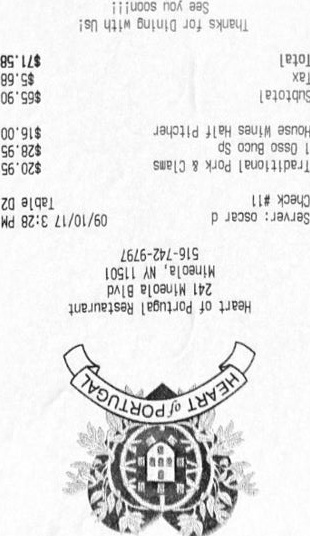 HEART of PORTUGAL
Heart of Portugal Restaurant
241 Mineola Blvd
Mineola, NY 11501
516-742-9797
Server: oscar d 09/10/17 3:28 PM
Check #11 Table D2
Traditional Pork & Clams $20.95
1 Osso Buco Sp $28.95
House Wines Half Pitcher $16.00
Subtotal $65.90
Tax $5.68
Total $71.58
Thanks for Dining with Us!
See you soon!!!